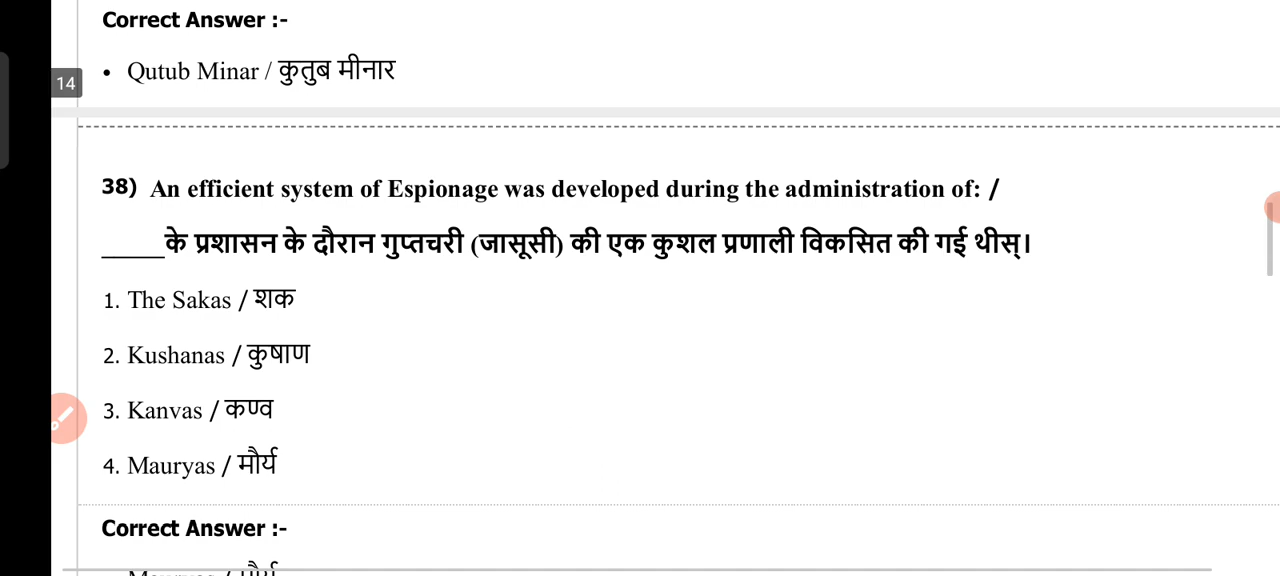 Correct Answer :-
• Qutub Minar / कुतुब मीनार
14
38) An efficient system of Espionage was developed during the administration of: /
_____के प्रशासन के दौरान गुप्तचरी (जासूसी) की एक कुशल प्रणाली विकसित की गई थीस्।
1. The Sakas / शक
2. Kushanas / कुषाण
3. Kanvas / कण्व
4. Mauryas / मौर्य
Correct Answer :-
Mauryas / मौर्य